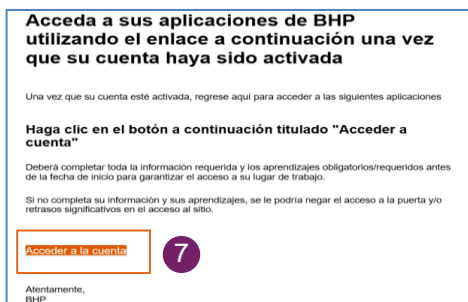 Acceda a sus aplicaciones de BHP
utilizando el enlace a continuación una vez
que su cuenta haya sido activada
Una vez que su cuenta esté activada, regrese aquí para acceder a las siguientes aplicaciones
Haga clic en el botón a continuación titulado "Acceder a
cuenta"
Deberá completar toda la información requerida y los aprendizajes obligatorios/requeridos antes
de la fecha de inicio para garantizar el acceso a su lugar de trabajo.
Si no completa su información y sus aprendizajes, se le podría negar el acceso a la puerta y/o
retrasos significativos en el acceso al sitio.
Acceder a la cuenta
7
Atentamente,
BHP